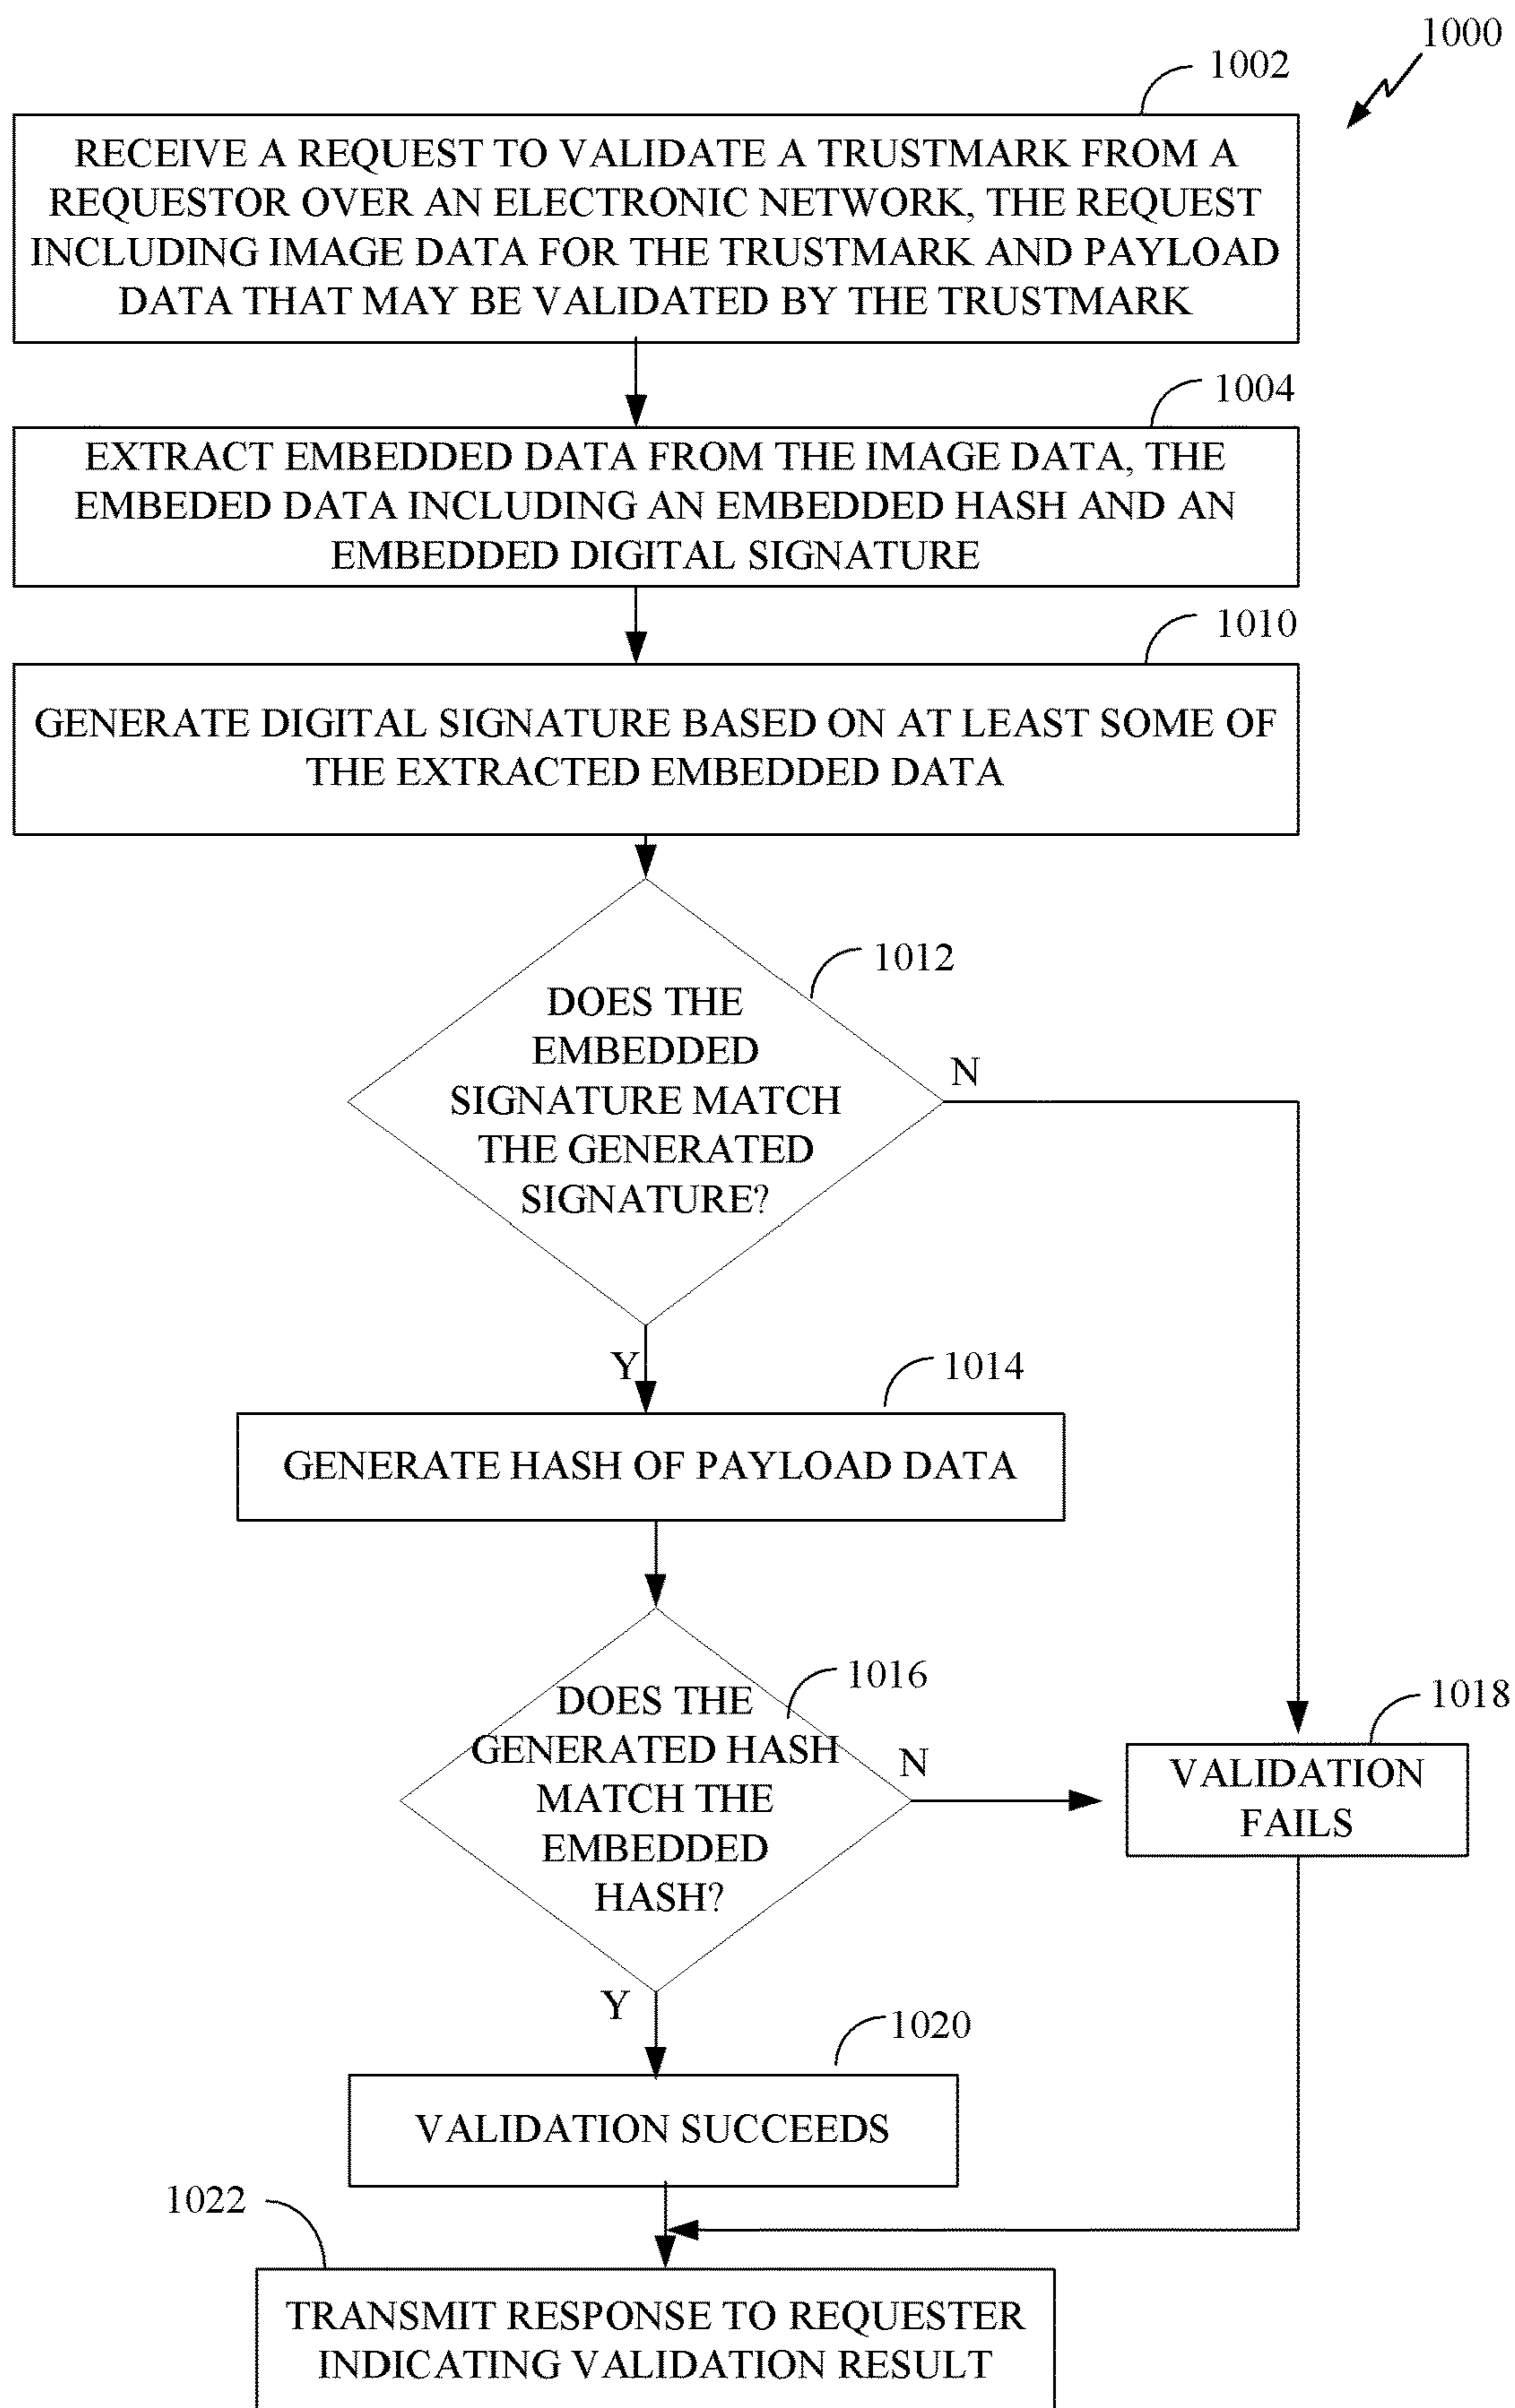 1000
1002
RECEIVE A REQUEST TO VALIDATE A TRUSTMARK FROM A
REQUESTOR OVER AN ELECTRONIC NETWORK, THE REQUEST
INCLUDING IMAGE DATA FOR THE TRUSTMARK AND PAYLOAD
DATA THAT MAY BE VALIDATED BY THE TRUSTMARK
1004
EXTRACT EMBEDDED DATA FROM THE IMAGE DATA, THE
EMBEDED DATA INCLUDING AN EMBEDDED HASH AND AN
EMBEDDED DIGITAL SIGNATURE
1010
GENERATE DIGITAL SIGNATURE BASED ON AT LEAST SOME OF
THE EXTRACTED EMBEDDED DATA
1012
DOES THE
EMBEDDED
SIGNATURE MATCH
THE GENERATED
SIGNATURE?
N
Y
1014
GENERATE HASH OF PAYLOAD DATA
1016
DOES THE
GENERATED HASH
MATCH THE
EMBEDDED
HASH?
N
1018
VALIDATION
FAILS
Y
1020
VALIDATION SUCCEEDS
1022
TRANSMIT RESPONSE TO REQUESTER
INDICATING VALIDATION RESULT